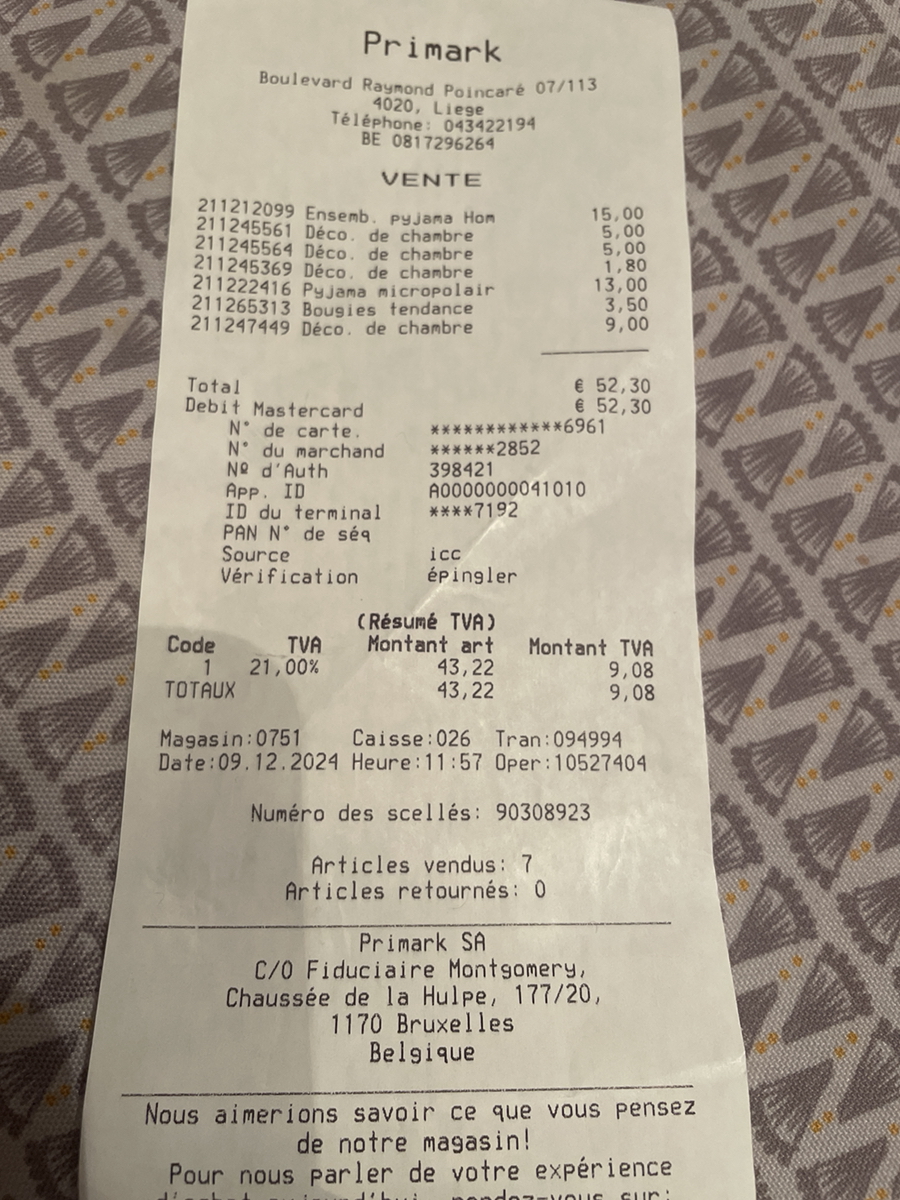 Primark
Boulevard Raymond Poincaré 07/113
4020, Liege
Téléphone: 043422194
BE 0817296264
VENTE
211212099 Ensemb. pyjama Hom 15,00
211245561 Déco. de chambre 5,00
211245564 Déco. de chambre 5,00
211245369 Déco. de chambre 1,80
211222416 Pyjama micropolair 13,00
211265313 Bougies tendance 3,50
211247449 Déco. de chambre 9,00
Total € 52,30
Debit Mastercard € 52,30
N° de carte. ************6961
N° du marchand ******2852
Nº d'Auth 398421
App. ID A0000000041010
ID du terminal ****7192
PAN N° de séq
Source icc
Vérification épingler
(Résumé TVA)
Code TVA Montant art Montant TVA
1 21,00% 43,22 9,08
TOTAUX 43,22 9,08
Magasin:0751 Caisse:026 Tran:094994
Date:09.12.2024 Heure:11:57 Oper:10527404
Numéro des scellés: 90308923
Articles vendus: 7
Articles retournés: 0
Primark SA
C/O Fiduciaire Montgomery,
Chaussée de la Hulpe, 177/20,
1170 Bruxelles
Belgique
Nous aimerions savoir ce que vous pensez
de notre magasin!
Pour nous parler de votre expérience
d'achat aujourd'hui, rendez-vous sur: